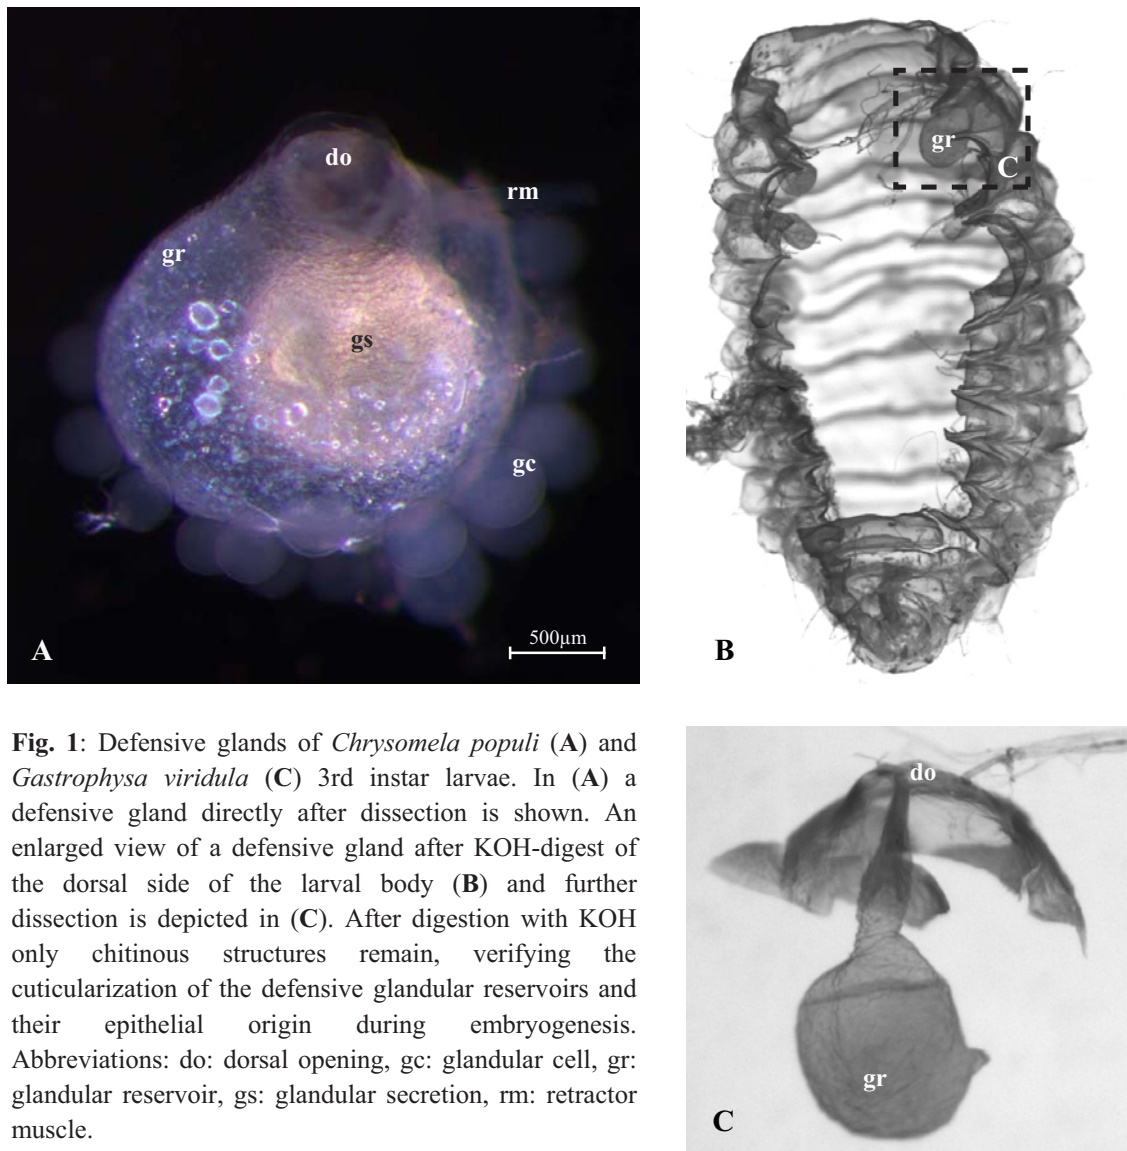 do
rm
gr
gs
gc
500µm
A
gr
C
B
Fig. 1: Defensive glands of Chrysomela populi (A) and
Gastrophysa viridula (C) 3rd instar larvae. In (A) a
defensive gland directly after dissection is shown. An
enlarged view of a defensive gland after KOH-digest of
the dorsal side of the larval body (B) and further
dissection is depicted in (C). After digestion with KOH
only chitinous structures remain, verifying the
cuticularization of the defensive glandular reservoirs and
their epithelial origin during embryogenesis.
Abbreviations: do: dorsal opening, gc: glandular cell, gr:
glandular reservoir, gs: glandular secretion, rm: retractor
muscle.
do
gr
C